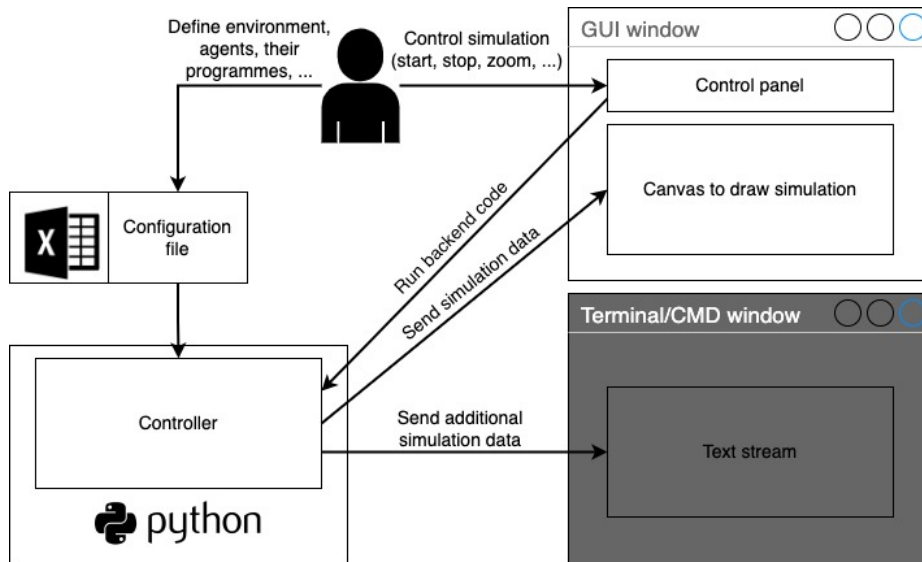 Define environment,
agents, their
programmes, ...
Control simulation
(start, stop, zoom, ...)
GUI window
Control panel
Canvas to draw simulation
X
Configuration
file
Run backend code
Send simulation data
Terminal/CMD window
Controller
Send additional
simulation data
Text stream
python